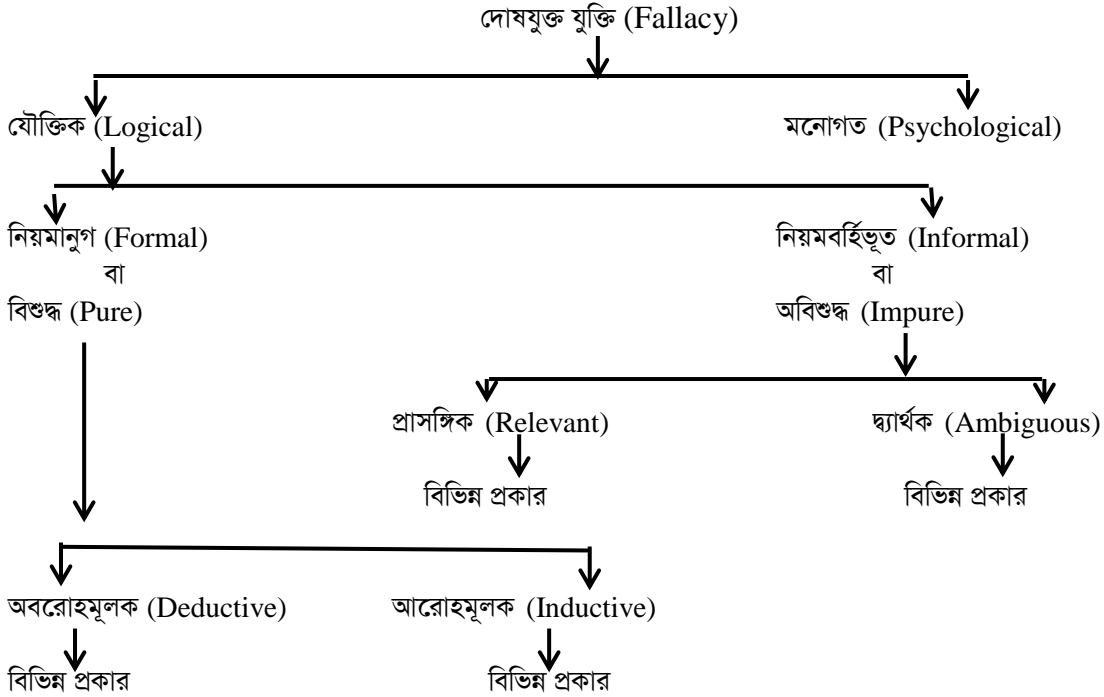 দোষযুক্ত যুক্তি (Fallacy)
যৌক্তিক (Logical) মনোগত (Psychological)
নিয়মানুগ (Formal) নিয়মবর্হিভূত (Informal)
বা বা
বিশুদ্ধ (Pure) অবিশুদ্ধ (Impure)
প্রাসঙ্গিক (Relevant) দ্ব্যার্থক (Ambiguous)
বিভিন্ন প্রকার বিভিন্ন প্রকার
অবরোহমূলক (Deductive) আরোহমূলক (Inductive)
বিভিন্ন প্রকার বিভিন্ন প্রকার